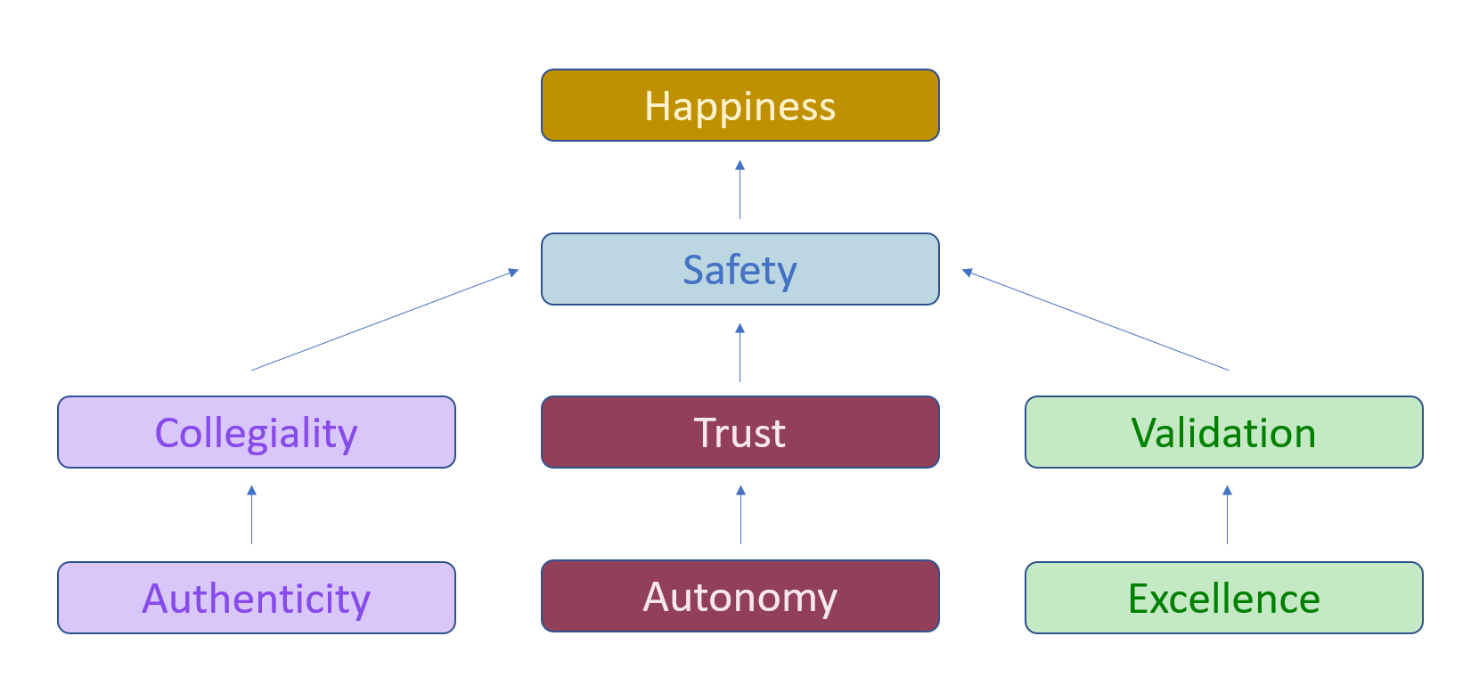 Happiness
Safety
Collegiality
Trust
Validation
Authenticity
Autonomy
Excellence